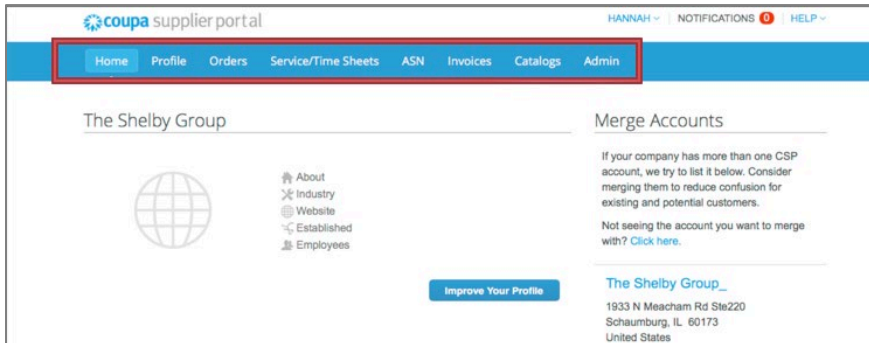 coupa supplier portal
HANNAH NOTIFICATIONS 0 HELP
Home Profile Orders Service/Time Sheets ASN Invoices Catalogs Admin
The Shelby Group
About
Industry
Website
Established
Employees
Improve Your Profile
Merge Accounts
If your company has more than one CSP
account, we try to list it below. Consider
merging them to reduce confusion for
existing and potential customers.
Not seeing the account you want to merge
with? Click here.
The Shelby Group_
1933 N Meacham Rd Ste220
Schaumburg, IL 60173
United States